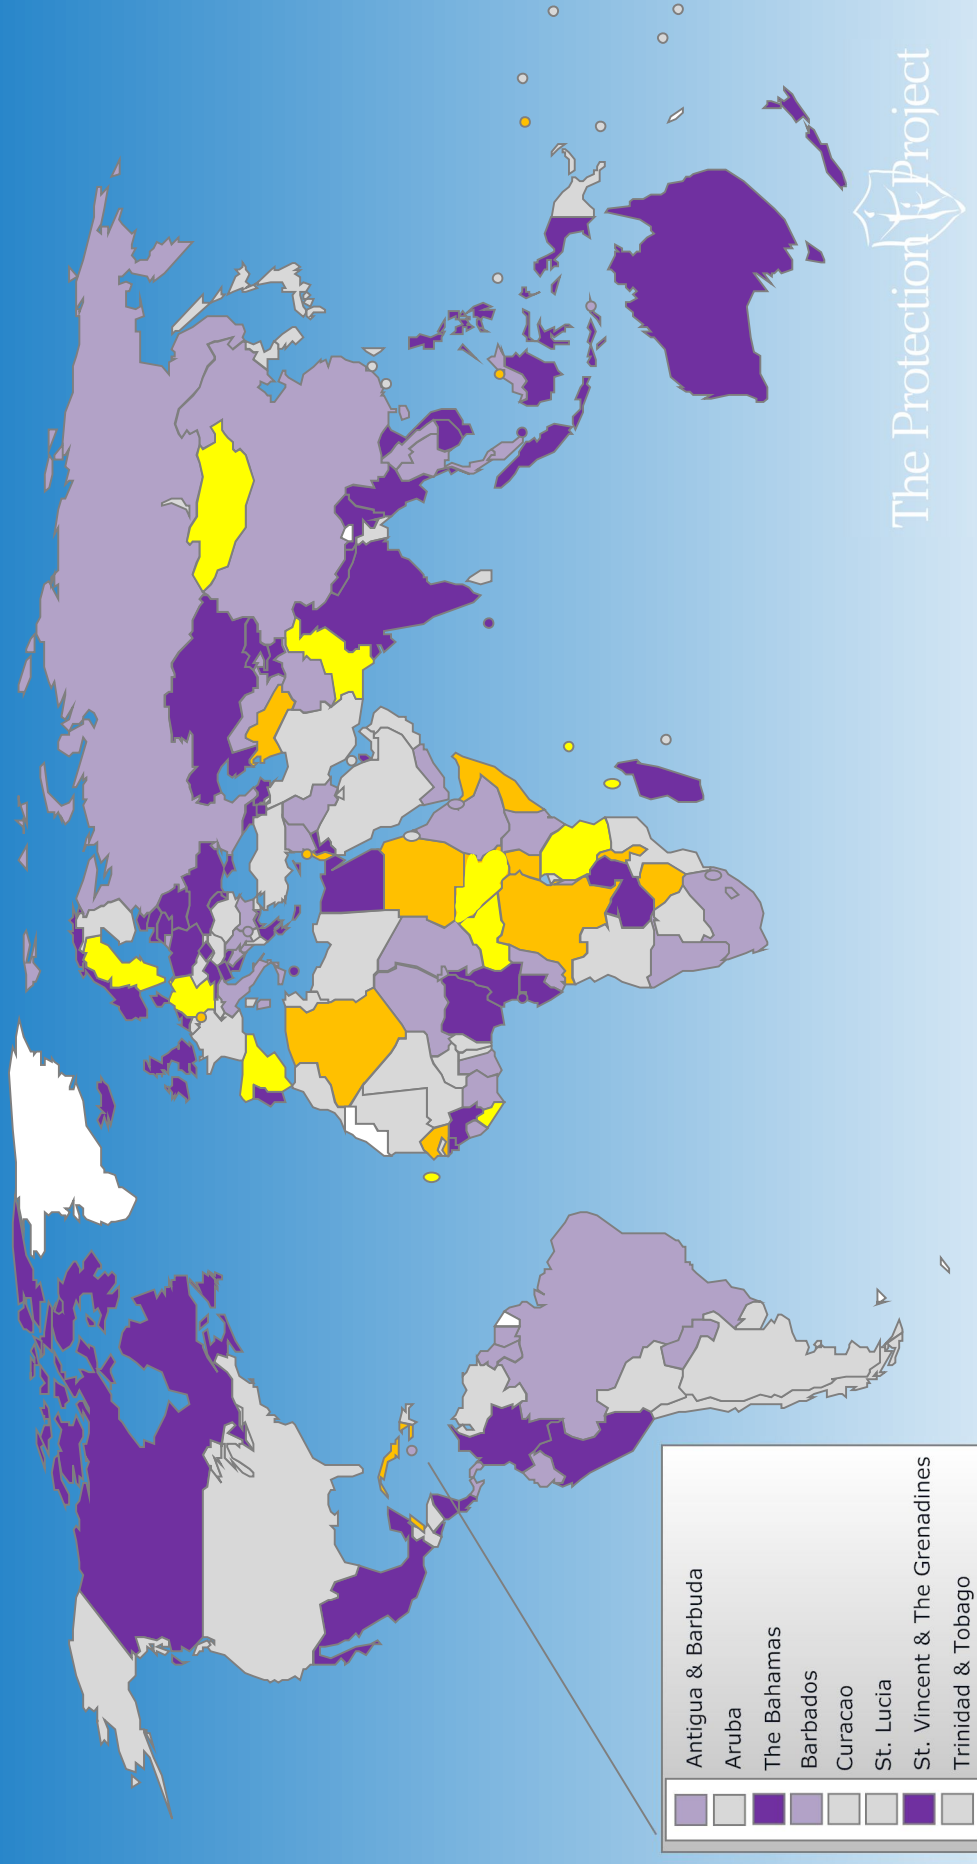 The Protection Project
Antigua & Barbuda
Aruba
The Bahamas
Barbados
Curacao
St. Lucia
St. Vincent & The Grenadines
Trinidad & Tobago